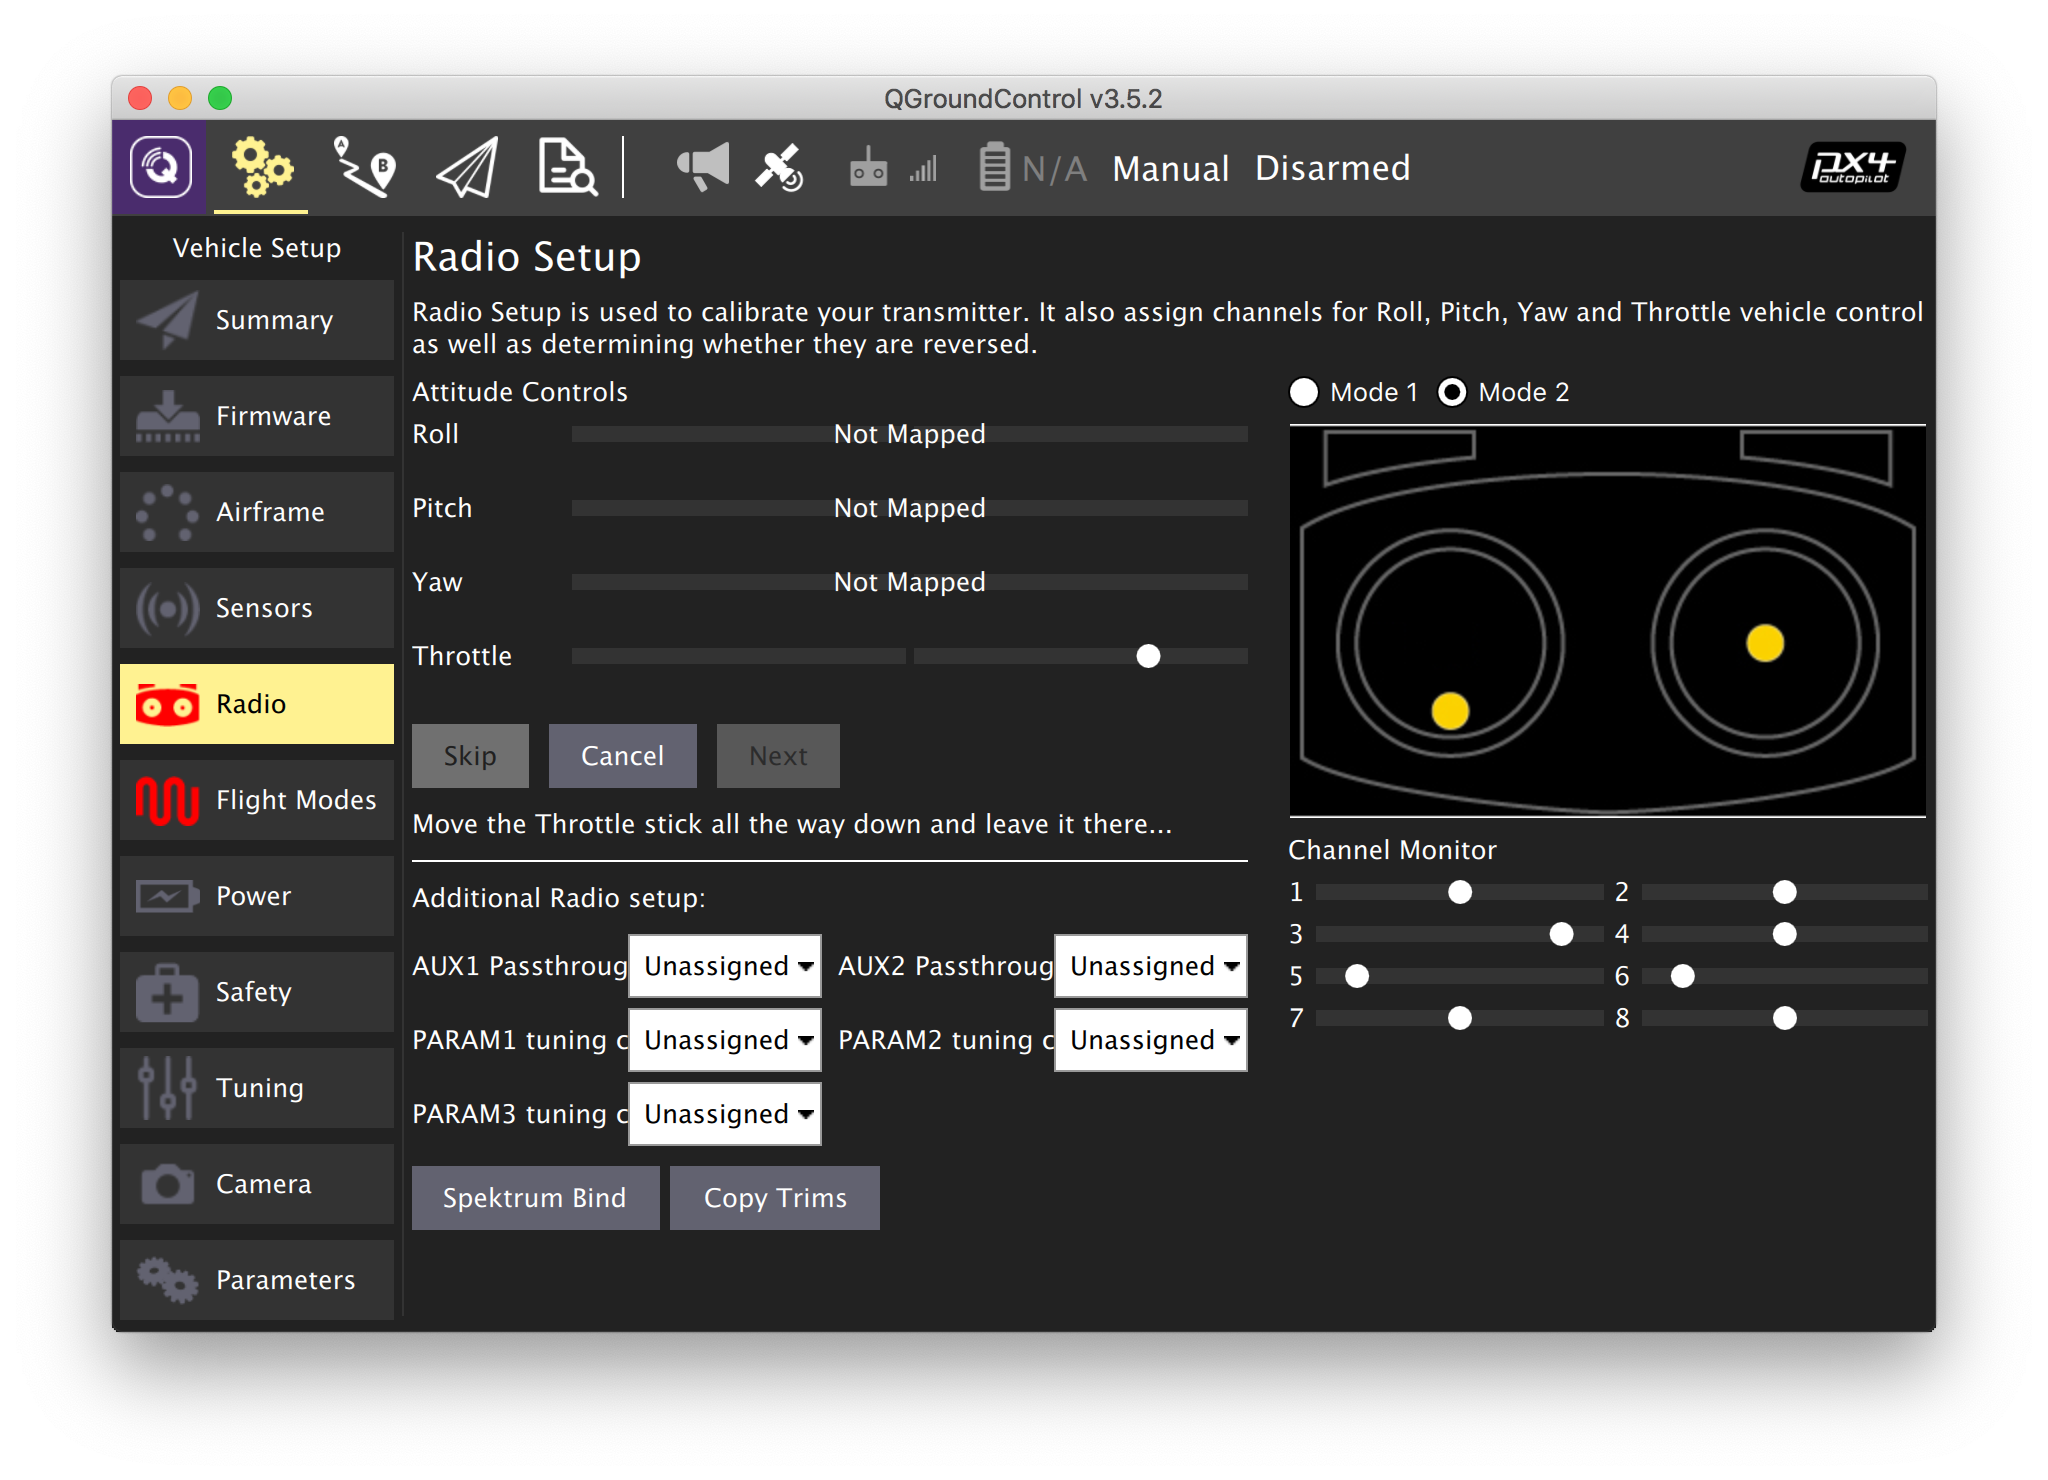 QGroundControl v3.5.2
A
B
N/A Manual Disarmed
px4
autopilot
Vehicle Setup
Summary
Firmware
Airframe
Sensors
Radio
Flight Modes
Power
Safety
Tuning
Camera
Parameters
Radio Setup
Radio Setup is used to calibrate your transmitter. It also assign channels for Roll, Pitch, Yaw and Throttle vehicle control
as well as determining whether they are reversed.
Attitude Controls
Roll Not Mapped
Pitch Not Mapped
Yaw Not Mapped
Throttle
Skip Cancel Next
Move the Throttle stick all the way down and leave it there...
Additional Radio setup:
AUX1 Passthroug Unassigned AUX2 Passthroug Unassigned
PARAM1 tuning c Unassigned PARAM2 tuning c Unassigned
PARAM3 tuning c Unassigned
Spektrum Bind Copy Trims
Mode 1 Mode 2
Channel Monitor
1 2
3 4
5 6
7 8